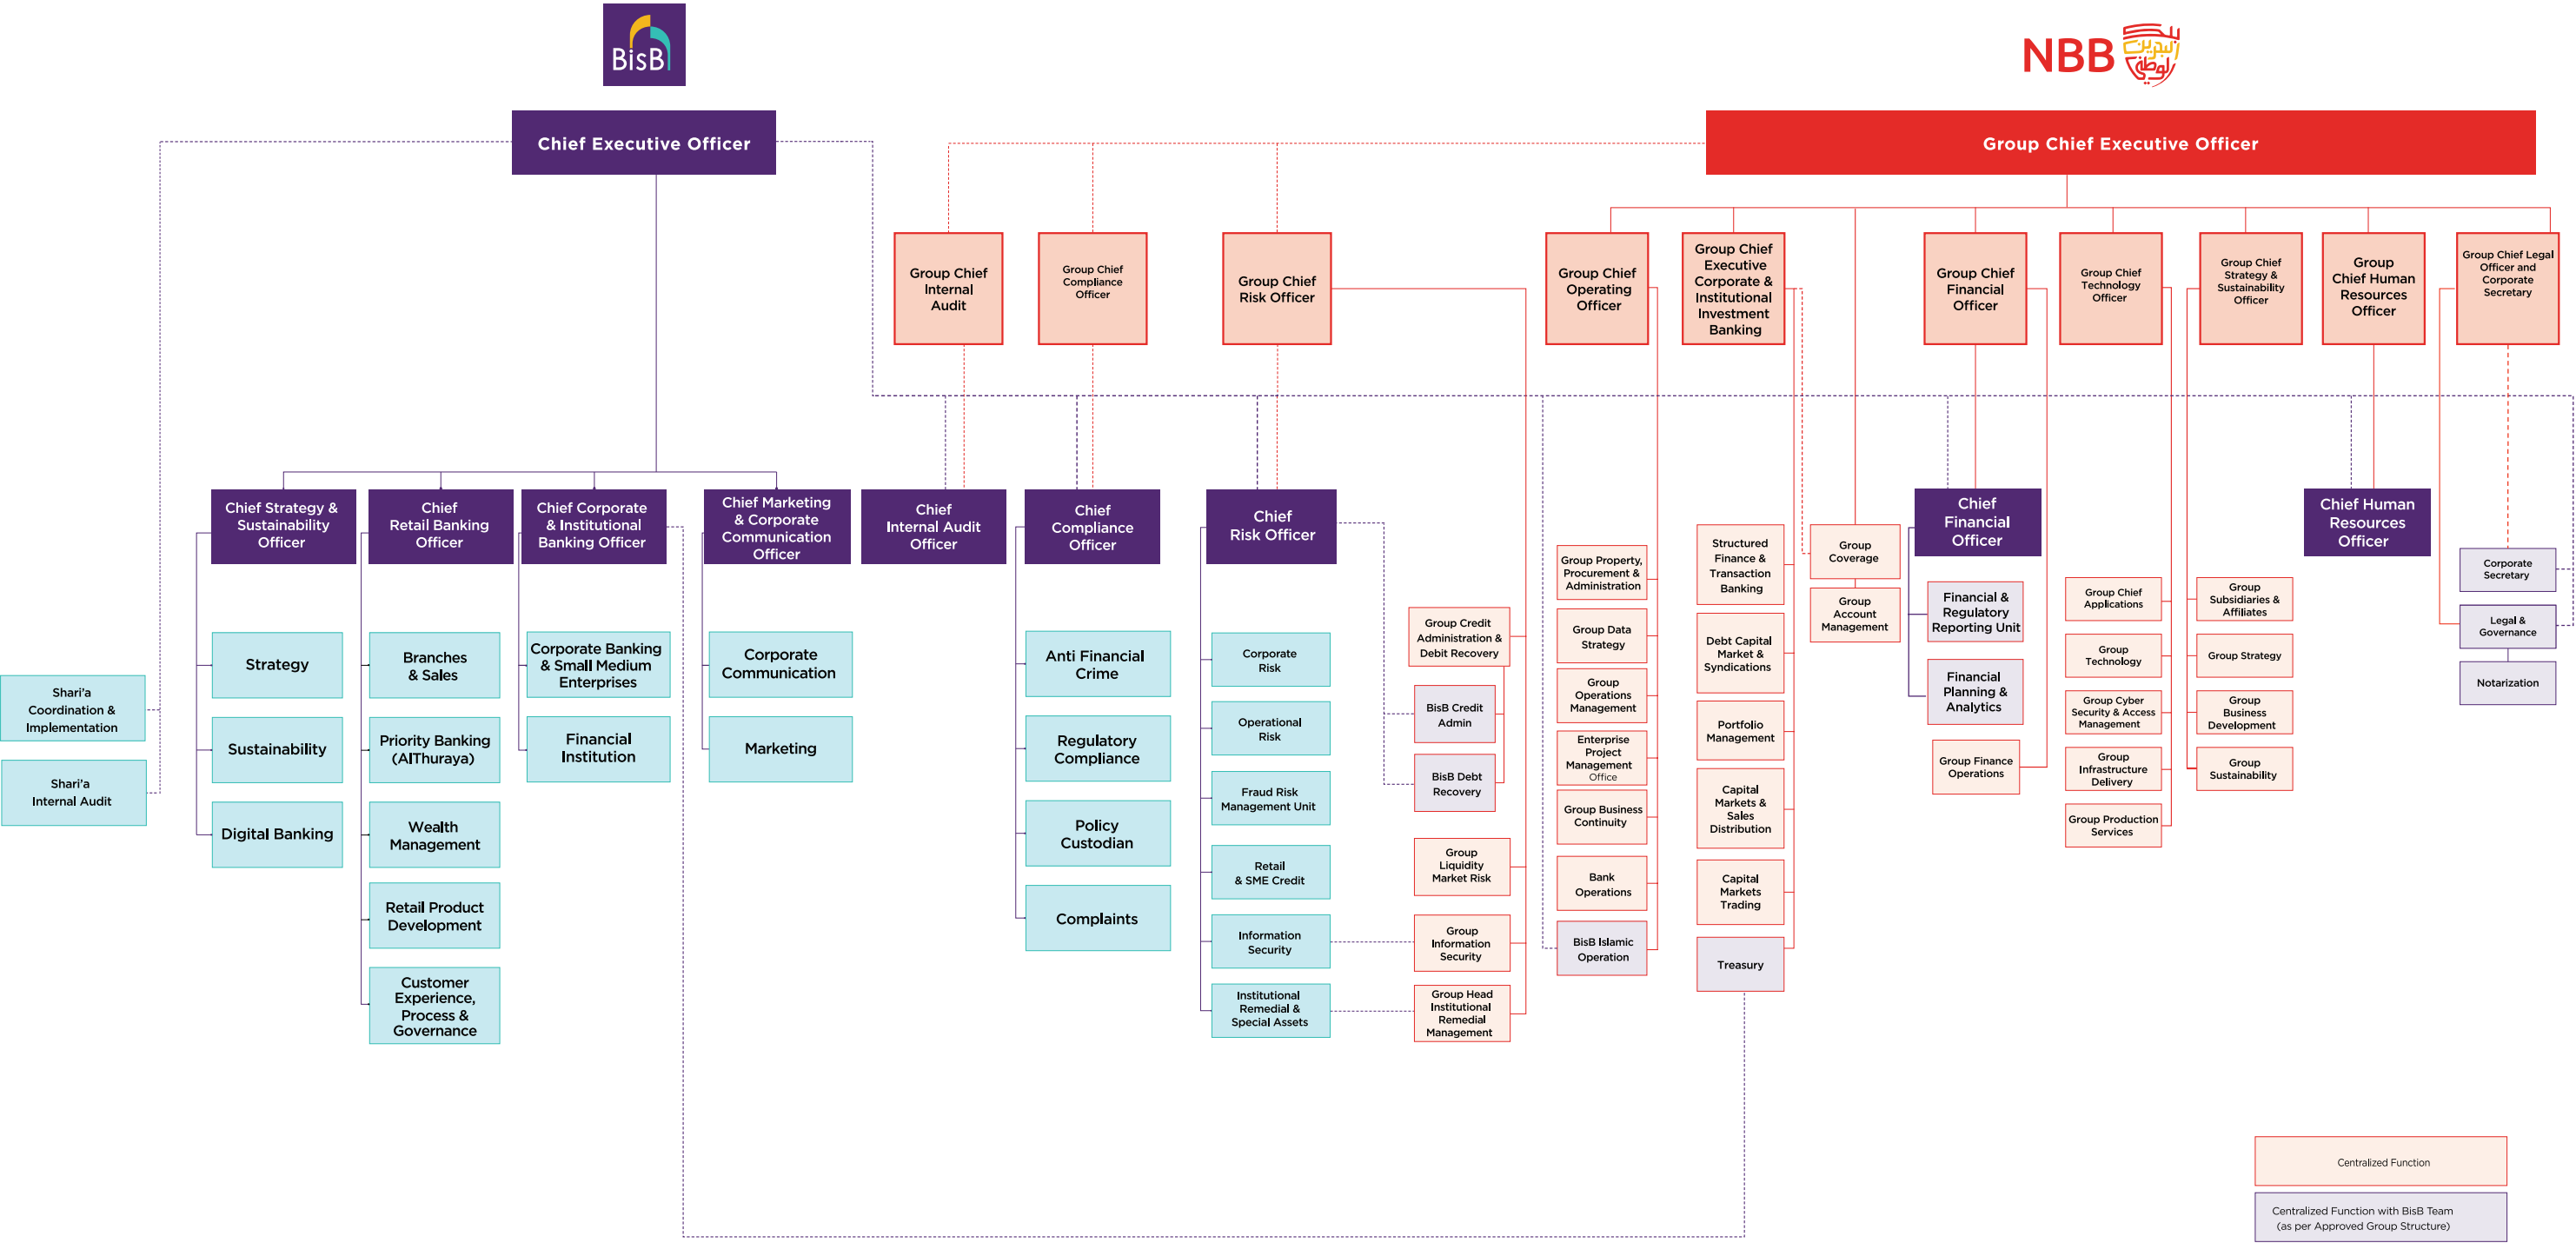 BisB
NBB
بنك
البحرين
الوطني
Chief Executive Officer
Group Chief Executive Officer
Group Chief
Internal
Audit
Group Chief
Compliance
Officer
Group Chief
Risk Officer
Group Chief
Operating
Officer
Group Chief
Executive
Corporate &
Institutional
Investment
Banking
Group Chief
Financial
Officer
Group Chief
Technology
Officer
Group Chief
Strategy &
Sustainability
Officer
Group
Chief Human
Resources
Officer
Group Chief Legal
Officer and
Corporate
Secretary
Chief Strategy &
Sustainability
Officer
Chief
Retail Banking
Officer
Chief Corporate
& Institutional
Banking Officer
Chief Marketing
& Corporate
Communication
Officer
Chief
Internal Audit
Officer
Chief
Compliance
Officer
Chief
Risk Officer
Chief
Financial
Officer
Chief Human
Resources
Officer
Shari'a
Coordination &
Implementation
Shari'a
Internal Audit
Strategy
Sustainability
Digital Banking
Branches
& Sales
Priority Banking
(AlThuraya)
Wealth
Management
Retail Product
Development
Customer
Experience,
Process &
Governance
Corporate Banking
& Small Medium
Enterprises
Financial
Institution
Corporate
Communication
Marketing
Anti Financial
Crime
Regulatory
Compliance
Policy
Custodian
Complaints
Corporate
Risk
Operational
Risk
Fraud Risk
Management Unit
Retail
& SME Credit
Information
Security
Institutional
Remedial &
Special Assets
Group Credit
Administration &
Debit Recovery
BisB Credit
Admin
BisB Debt
Recovery
Group
Liquidity
Market Risk
Group
Information
Security
Group Head
Institutional
Remedial
Management
Group Property,
Procurement &
Administration
Group Data
Strategy
Group
Operations
Management
Enterprise
Project
Management
Office
Group Business
Continuity
Bank
Operations
BisB Islamic
Operation
Structured
Finance &
Transaction
Banking
Debt Capital
Market &
Syndications
Portfolio
Management
Capital
Markets &
Sales
Distribution
Capital
Markets
Trading
Treasury
Group
Coverage
Group
Account
Management
Financial &
Regulatory
Reporting Unit
Financial
Planning &
Analytics
Group Finance
Operations
Group Chief
Applications
Group
Technology
Group Cyber
Security & Access
Management
Group
Infrastructure
Delivery
Group Production
Services
Group
Subsidiaries &
Affiliates
Group Strategy
Group
Business
Development
Group
Sustainability
Corporate
Secretary
Legal &
Governance
Notarization
Centralized Function
Centralized Function with BisB Team
(as per Approved Group Structure)